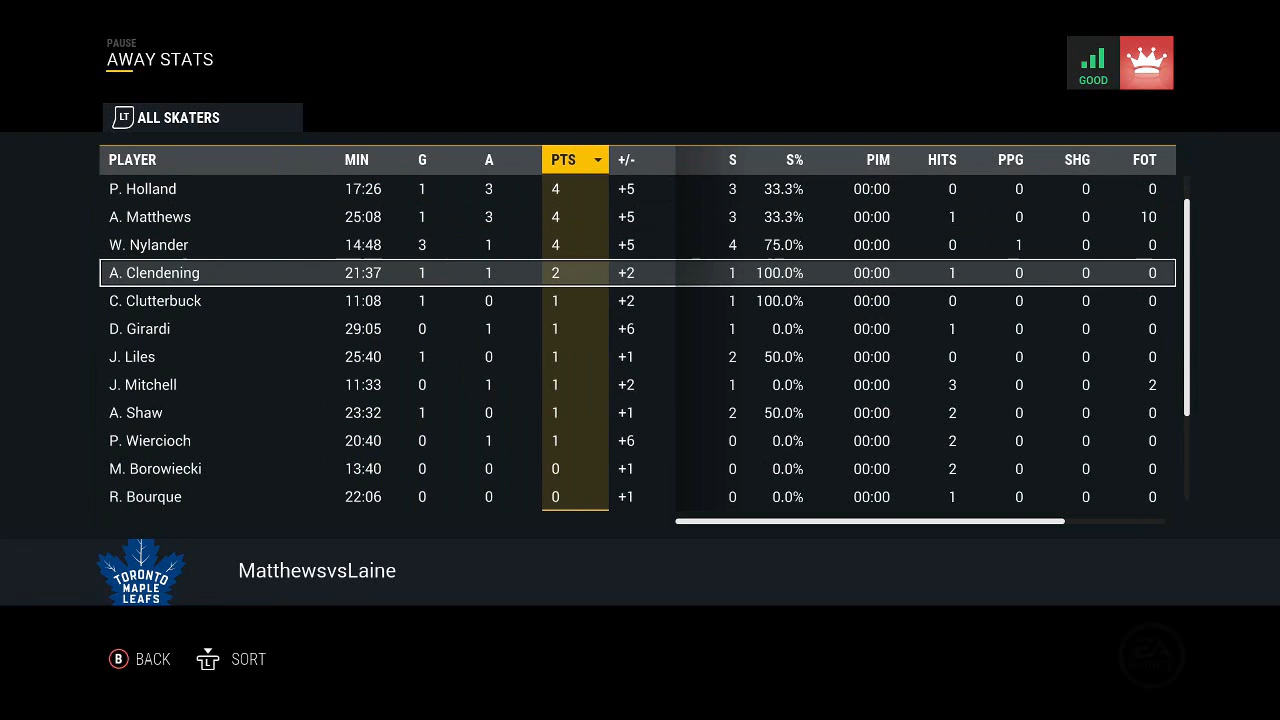 PAUSE
AWAY STATS
GOOD
LT ALL SKATERS
PLAYER MIN G A PTS +/- S S% PIM HITS PPG SHG FOT
P. Holland 17:26 1 3 4 +5 3 33.3% 00:00 0 0 0 0
A. Matthews 25:08 1 3 4 +5 3 33.3% 00:00 1 0 0 10
W. Nylander 14:48 3 1 4 +5 4 75.0% 00:00 0 1 0 0
A. Clendening 21:37 1 1 2 +2 1 100.0% 00:00 1 0 0 0
C. Clutterbuck 11:08 1 0 1 +2 1 100.0% 00:00 0 0 0 0
D. Girardi 29:05 0 1 1 +6 1 0.0% 00:00 1 0 0 0
J. Liles 25:40 1 0 1 +1 2 50.0% 00:00 0 0 0 0
J. Mitchell 11:33 0 1 1 +2 1 0.0% 00:00 3 0 0 2
A. Shaw 23:32 1 0 1 +1 2 50.0% 00:00 2 0 0 0
P. Wiercioch 20:40 0 1 1 +6 0 0.0% 00:00 2 0 0 0
M. Borowiecki 13:40 0 0 0 +1 0 0.0% 00:00 2 0 0 0
R. Bourque 22:06 0 0 0 +1 0 0.0% 00:00 1 0 0 0
TORONTO
MAPLE
LEAFS
MatthewsvsLaine
B BACK L SORT